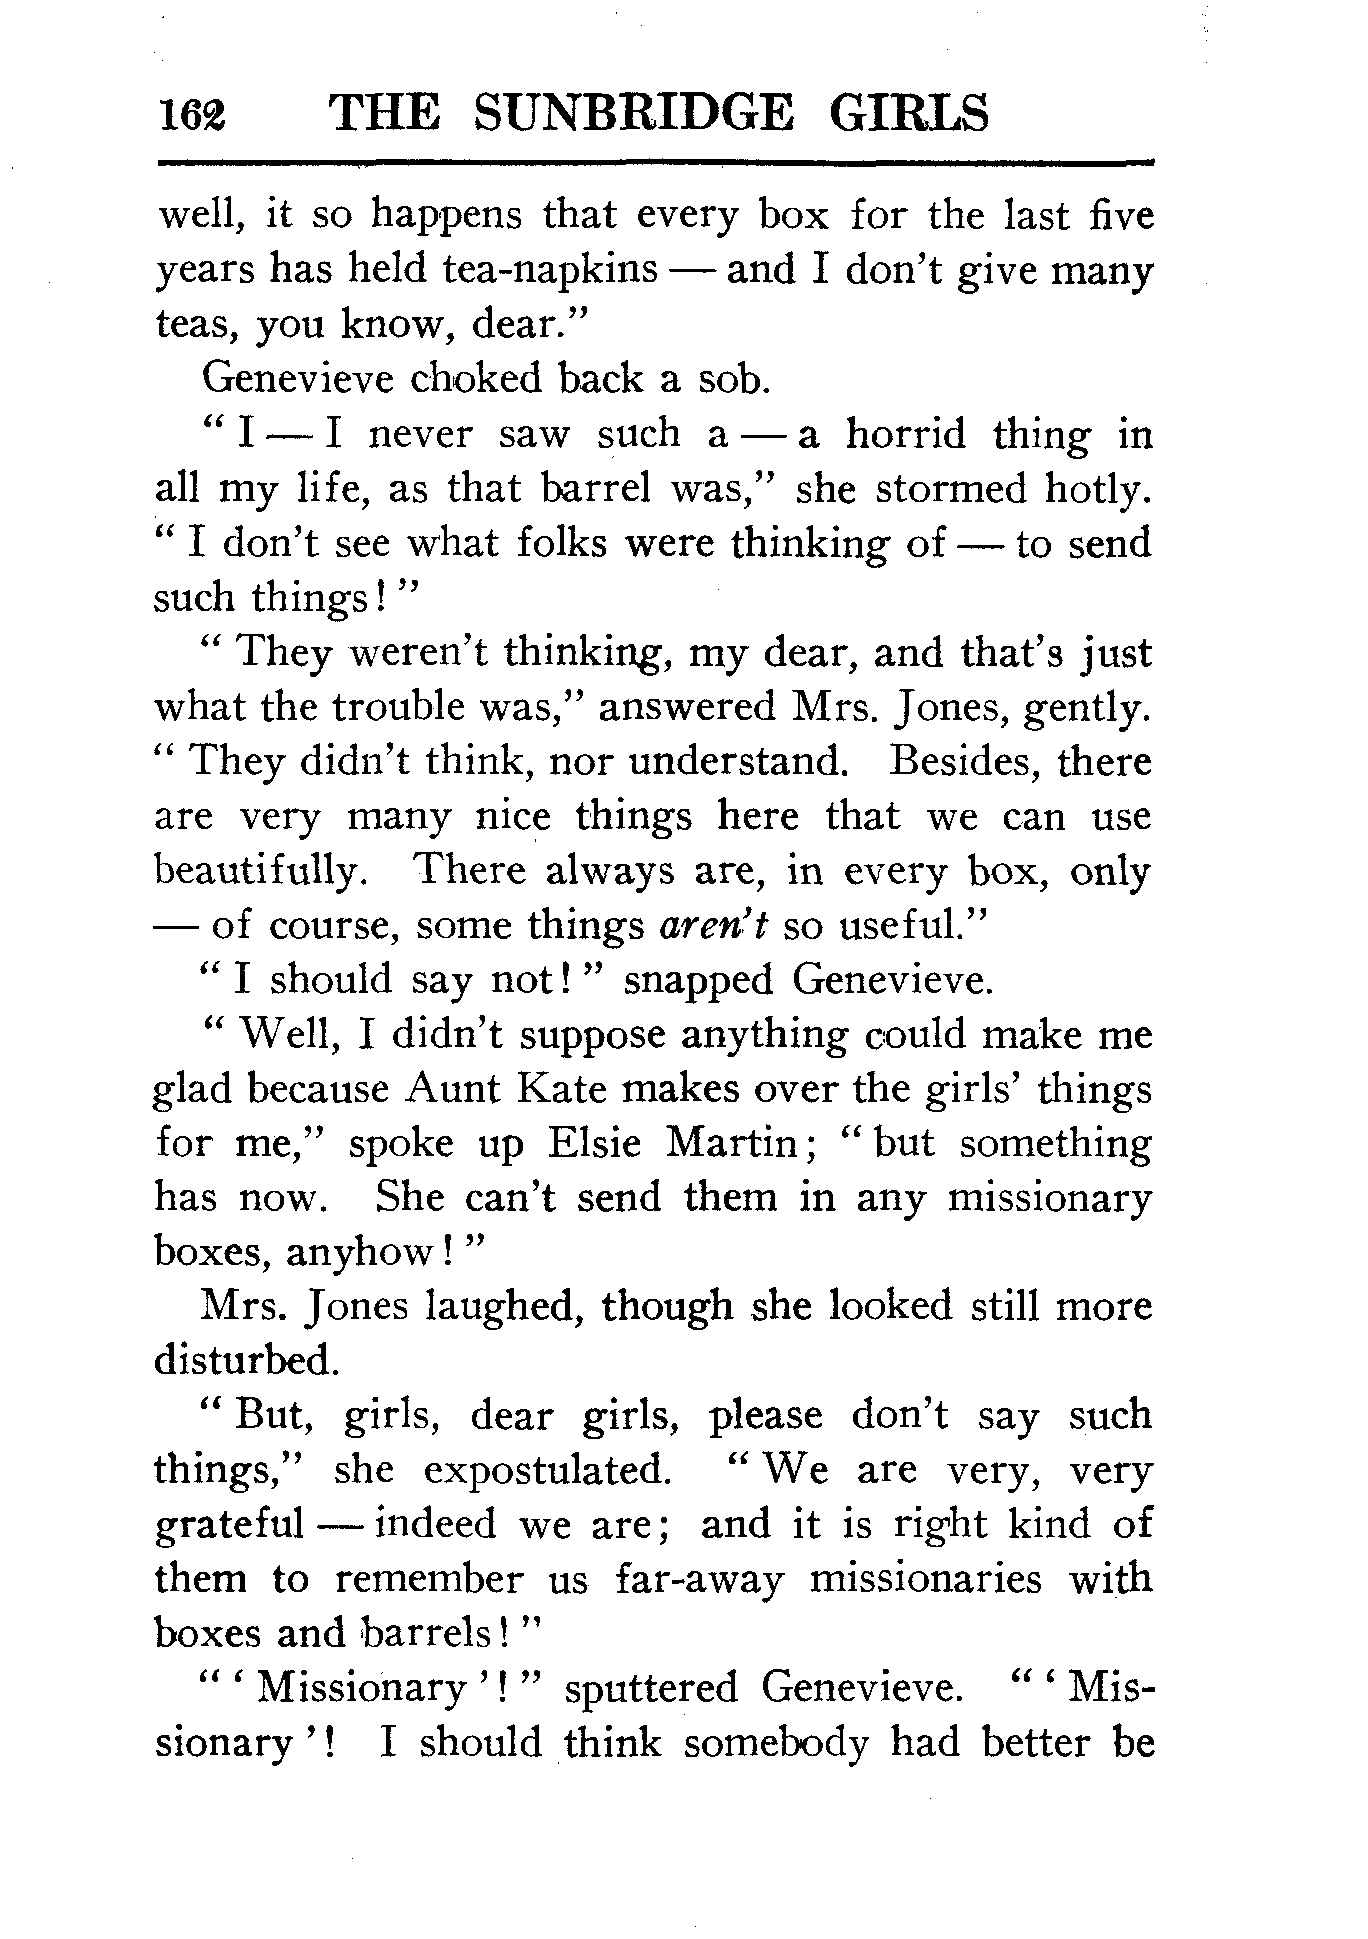 162 THE SUNBRIDGE GIRLS
well, it so happens that every box for the last five
years has held tea-napkins — and I don't give many
teas, you know, dear.”
Genevieve choked back a sob.
“ I — I never saw such a — a horrid thing in
all my life, as that barrel was,” she stormed hotly.
“ I don't see what folks were thinking of — to send
such things! ”
“ They weren't thinking, my dear, and that's just
what the trouble was,” answered Mrs. Jones, gently.
“ They didn't think, nor understand. Besides, there
are very many nice things here that we can use
beautifully. There always are, in every box, only
— of course, some things aren't so useful.”
“ I should say not! ” snapped Genevieve.
“ Well, I didn't suppose anything could make me
glad because Aunt Kate makes over the girls' things
for me,” spoke up Elsie Martin; “ but something
has now. She can't send them in any missionary
boxes, anyhow! ”
Mrs. Jones laughed, though she looked still more
disturbed.
“ But, girls, dear girls, please don't say such
things,” she expostulated. “ We are very, very
grateful — indeed we are; and it is right kind of
them to remember us far-away missionaries with
boxes and barrels! ”
“ ‘ Missionary ’! ” sputtered Genevieve. “ ‘ Mis-
sionary ’! I should think somebody had better be